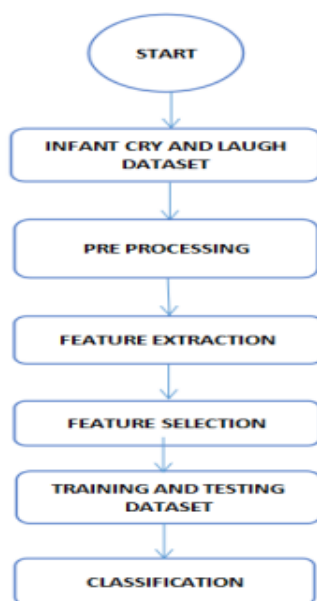 START
INFANT CRY AND LAUGH
DATASET
PRE PROCESSING
FEATURE EXTRACTION
FEATURE SELECTION
TRAINING AND TESTING
DATASET
CLASSIFICATION